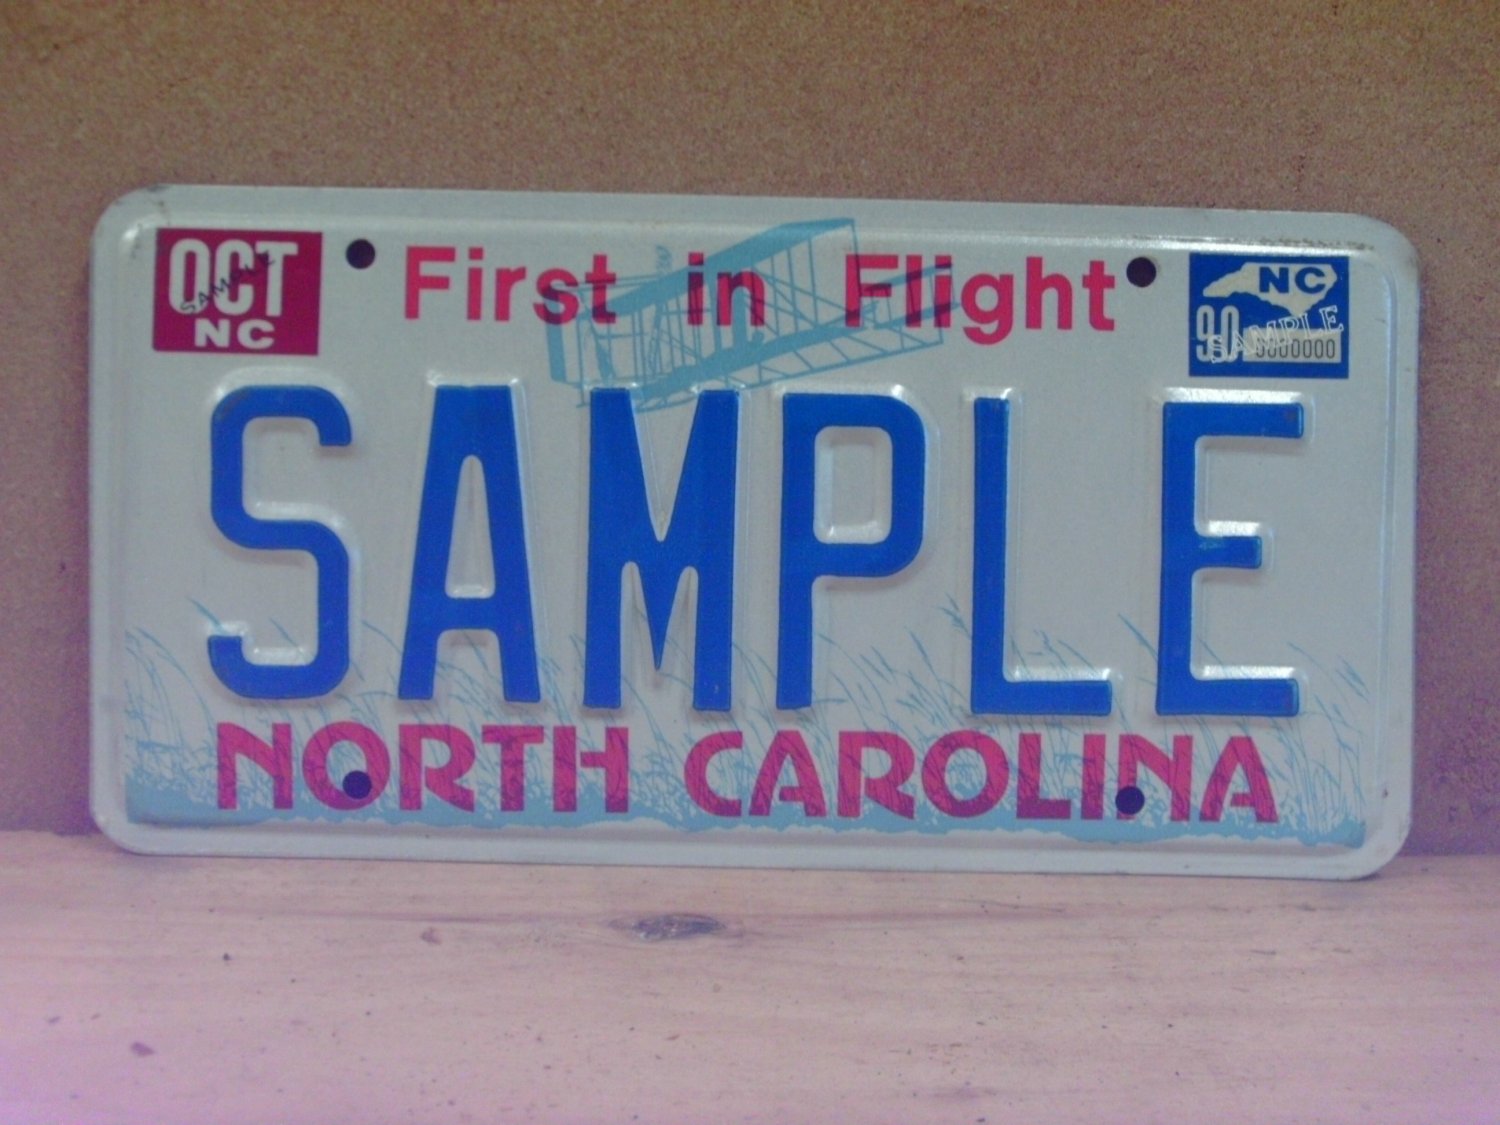 OCT
SAMPLE
NC
First in Flight
NC
90
SAMPLE
0000000
SAMPLE
NORTH CAROLINA